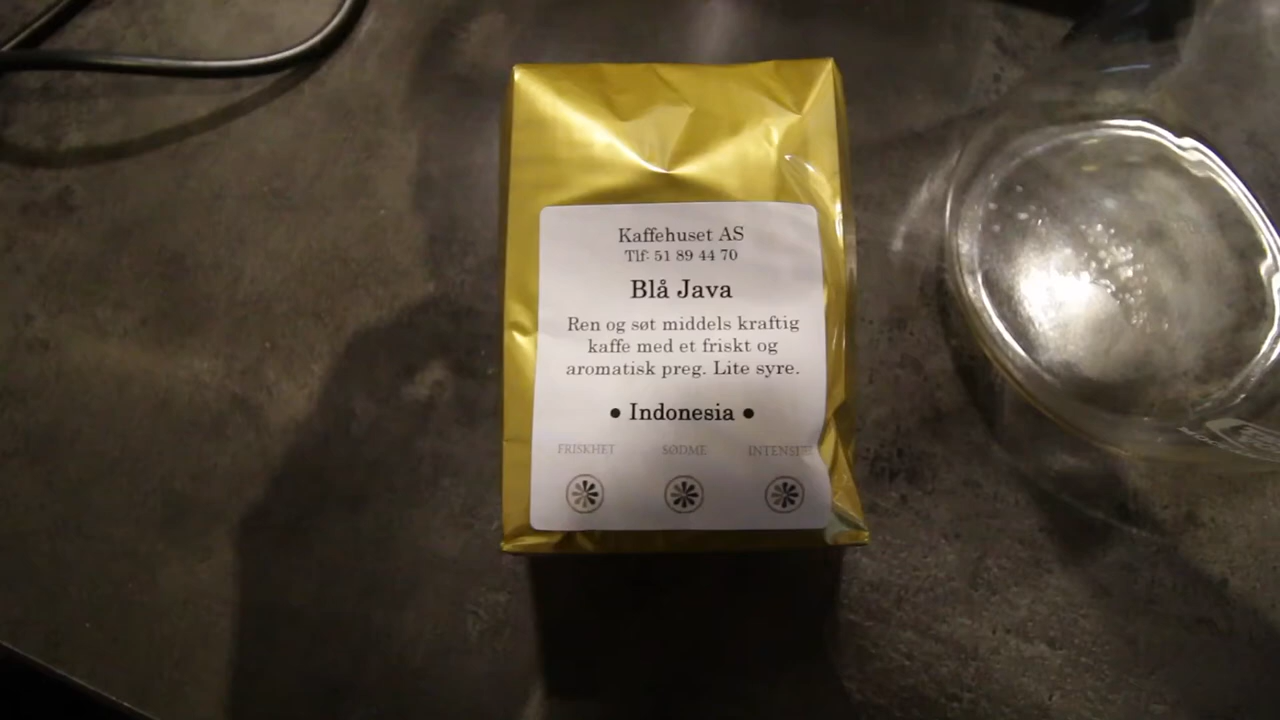 Kaffehuset AS
Tlf: 51 89 44 70
Blå Java
Ren og søt middels kraftig
kaffe med et friskt og
aromatisk preg. Lite syre.
• Indonesia •
FRISKHET SØDME